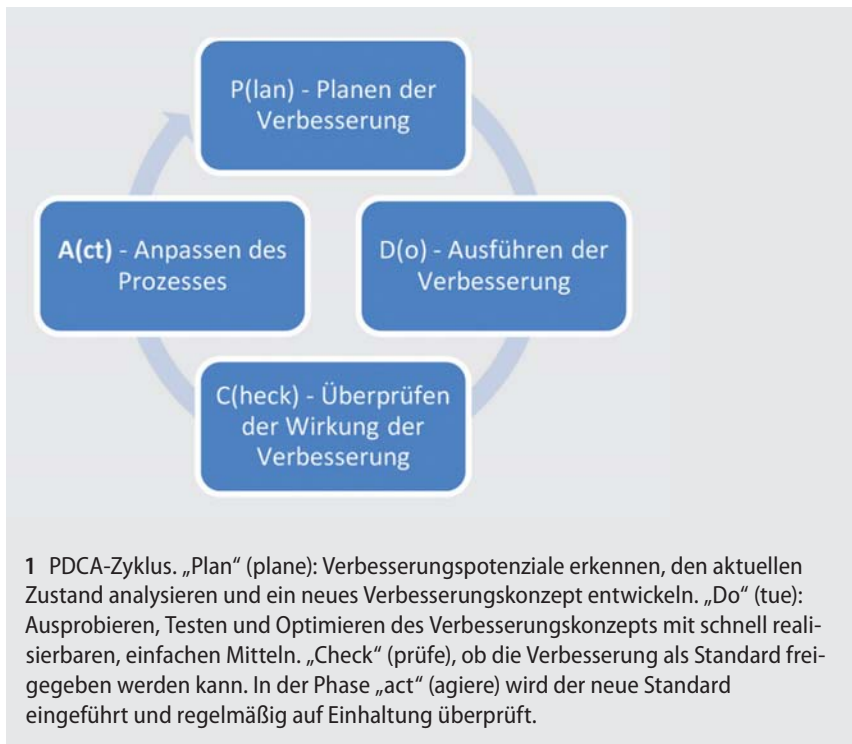 P(lan) - Planen der
Verbesserung
D(o) - Ausführen der
Verbesserung
C(heck) - Überprüfen
der Wirkung der
Verbesserung
A(ct) - Anpassen des
Prozesses
1 PDCA-Zyklus. „Plan“ (plane): Verbesserungspotenziale erkennen, den aktuellen
Zustand analysieren und ein neues Verbesserungskonzept entwickeln. „Do“ (tue):
Ausprobieren, Testen und Optimieren des Verbesserungskonzepts mit schnell reali-
sierbaren, einfachen Mitteln. „Check“ (prüfe), ob die Verbesserung als Standard frei-
gegeben werden kann. In der Phase „act“ (agiere) wird der neue Standard
eingeführt und regelmäßig auf Einhaltung überprüft.